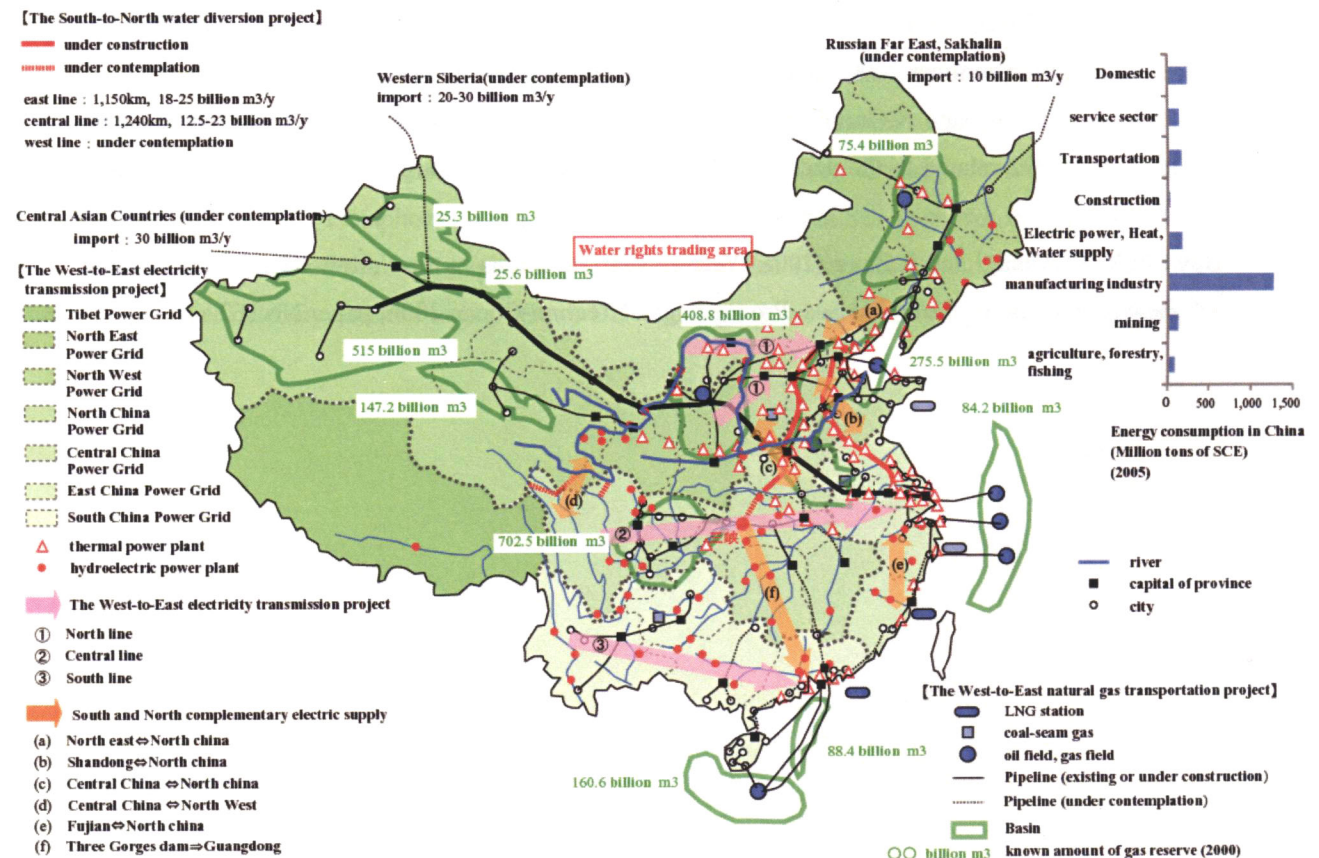 【The South-to-North water diversion project】
under construction
under contemplation
east line : 1,150km, 18-25 billion m3/y
central line : 1,240km, 12.5-23 billion m3/y
west line : under contemplation
Western Siberia(under contemplation)
import : 20-30 billion m3/y
Russian Far East, Sakhalin
(under contemplation)
import : 10 billion m3/y
Central Asian Countries (under contemplation)
import : 30 billion m3/y
【The West-to-East electricity
transmission project】
Tibet Power Grid
North East
Power Grid
North West
Power Grid
North China
Power Grid
Central China
Power Grid
East China Power Grid
South China Power Grid
thermal power plant
hydroelectric power plant
The West-to-East electricity transmission project
① North line
② Central line
③ South line
South and North complementary electric supply
(a) North east⇔North china
(b) Shandong⇔North china
(c) Central China ⇔North china
(d) Central China ⇔North West
(e) Fujian⇔North china
(f) Three Gorges dam⇒Guangdong
Water rights trading area
75.4 billion m3
25.3 billion m3
25.6 billion m3
408.8 billion m3
515 billion m3
147.2 billion m3
275.5 billion m3
84.2 billion m3
702.5 billion m3
88.4 billion m3
160.6 billion m3
①
①
②
③
(a)
(b)
(c)
(d)
(e)
(f)
三峡
Domestic
service sector
Transportation
Construction
Electric power, Heat,
Water supply
manufacturing industry
mining
agriculture, forestry,
fishing
0 500 1,000 1,500
Energy consumption in China
(Million tons of SCE)
(2005)
river
capital of province
city
【The West-to-East natural gas transportation project】
LNG station
coal-seam gas
oil field, gas field
Pipeline (existing or under construction)
Pipeline (under contemplation)
Basin
billion m3 known amount of gas reserve (2000)